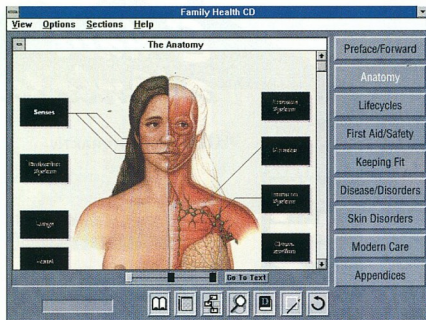 Family Health CD
View Options Sections Help
The Anatomy
Senses
Go To Text
Preface/Forward
Anatomy
Lifecycles
First Aid/Safety
Keeping Fit
Disease/Disorders
Skin Disorders
Modern Care
Appendices